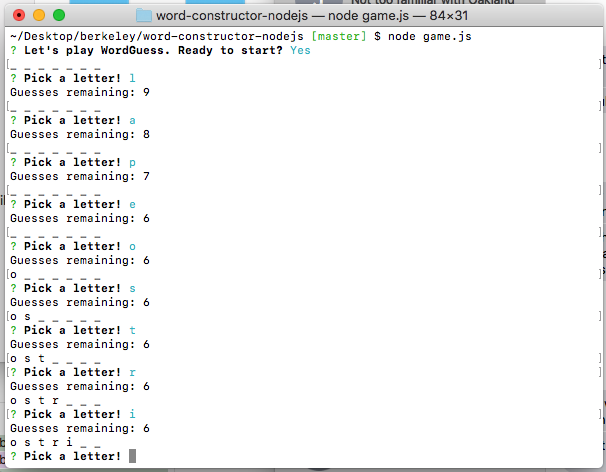 Not too familiar with Oakland
word-constructor-nodejs — node game.js — 84×31
~/Desktop/berkeley/word-constructor-nodejs [master] $ node game.js
? Let's play WordGuess. Ready to start? Yes
[_ _ _ _ _ _ _ ]
? Pick a letter! l
Guesses remaining: 9
[_ _ _ _ _ _ _ ]
? Pick a letter! a
Guesses remaining: 8
[_ _ _ _ _ _ _ ]
? Pick a letter! p
Guesses remaining: 7
[_ _ _ _ _ _ _ ]
? Pick a letter! e
Guesses remaining: 6
[_ _ _ _ _ _ _ ]
? Pick a letter! o
Guesses remaining: 6
[o _ _ _ _ _ _ ]
? Pick a letter! s
Guesses remaining: 6
[o s _ _ _ _ _ ]
? Pick a letter! t
Guesses remaining: 6
o s t _ _ _ _
[? Pick a letter! r ]
Guesses remaining: 6
o s t r _ _ _
[? Pick a letter! i ]
Guesses remaining: 6
o s t r i _ _
? Pick a letter!